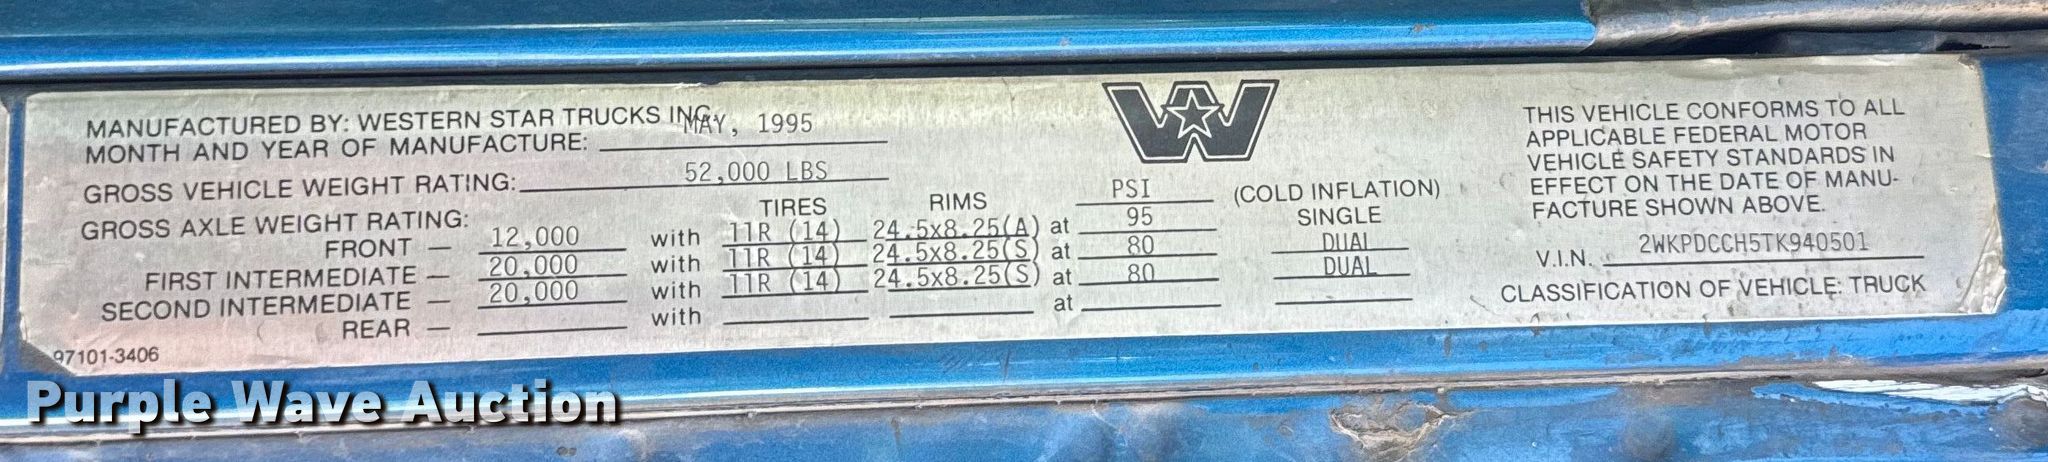 MANUFACTURED BY: WESTERN STAR TRUCKS INC.
MONTH AND YEAR OF MANUFACTURE: MAY, 1995
GROSS VEHICLE WEIGHT RATING: 52,000 LBS
GROSS AXLE WEIGHT RATING: TIRES RIMS PSI (COLD INFLATION)
FRONT — 12,000 with 11R (14) 24.5x8.25(A) at 95 SINGLE
FIRST INTERMEDIATE — 20,000 with 11R (14) 24.5x8.25(S) at 80 DUAL
SECOND INTERMEDIATE — 20,000 with 11R (14) 24.5x8.25(S) at 80 DUAL
REAR — with at
97101-3406
W
THIS VEHICLE CONFORMS TO ALL
APPLICABLE FEDERAL MOTOR
VEHICLE SAFETY STANDARDS IN
EFFECT ON THE DATE OF MANU-
FACTURE SHOWN ABOVE.
V.I.N. 2WKPDCCH5TK940501
CLASSIFICATION OF VEHICLE: TRUCK
Purple Wave Auction